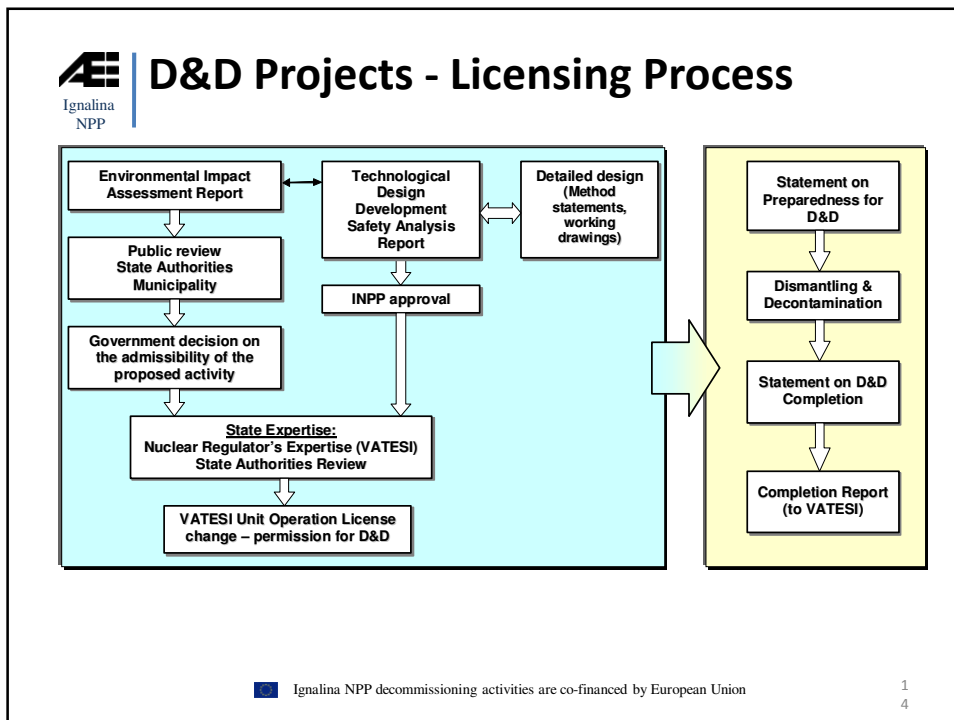 D&D Projects - Licensing Process
Ignalina
NPP
Environmental Impact
Assessment Report
Public review
State Authorities
Municipality
Government decision on
the admissibility of the
proposed activity
Technological
Design
Development
Safety Analysis
Report
INPP approval
Detailed design
(Method
statements,
working
drawings)
State Expertise:
Nuclear Regulator's Expertise (VATESI)
State Authorities Review
VATESI Unit Operation License
change – permission for D&D
Statement on
Preparedness for
D&D
Dismantling &
Decontamination
Statement on D&D
Completion
Completion Report
(to VATESI)
Ignalina NPP decommissioning activities are co-financed by European Union
1
4